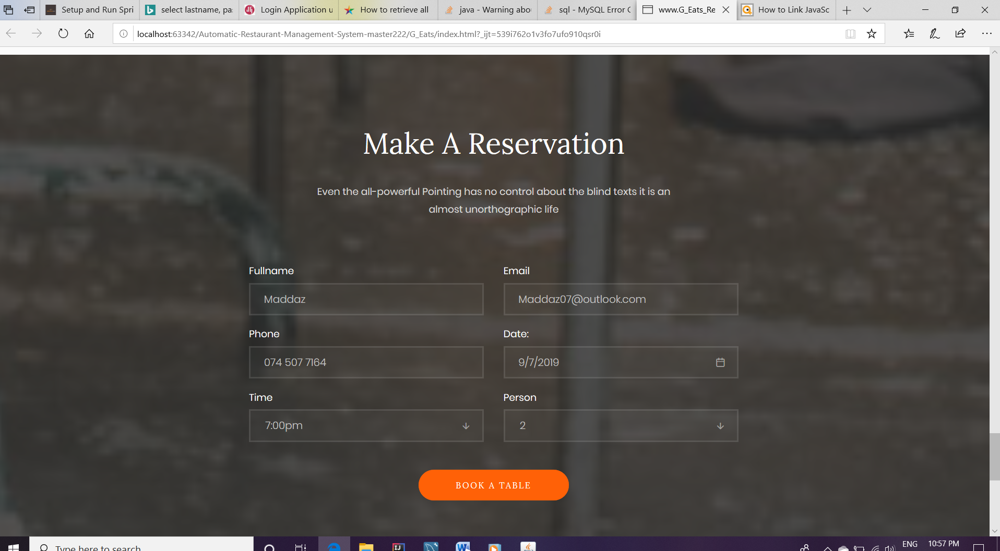 Setup and Run Spri
select lastname, pa
Login Application u
How to retrieve all
java - Warning abo
sql - MySQL Error C
www.G_Eats_Re
How to Link JavaSc
localhost:63342/Automatic-Restaurant-Management-System-master222/G_Eats/index.html?_ijt=539i762o1v3fo7ufo910qsr0i
Make A Reservation
Even the all-powerful Pointing has no control about the blind texts it is an
almost unorthographic life
Fullname
Email
Maddaz
Maddaz07@outlook.com
Phone
Date:
074 507 7164
9/7/2019
Time
Person
7:00pm
2
BOOK A TABLE
Type here to search
ENG
10:57 PM